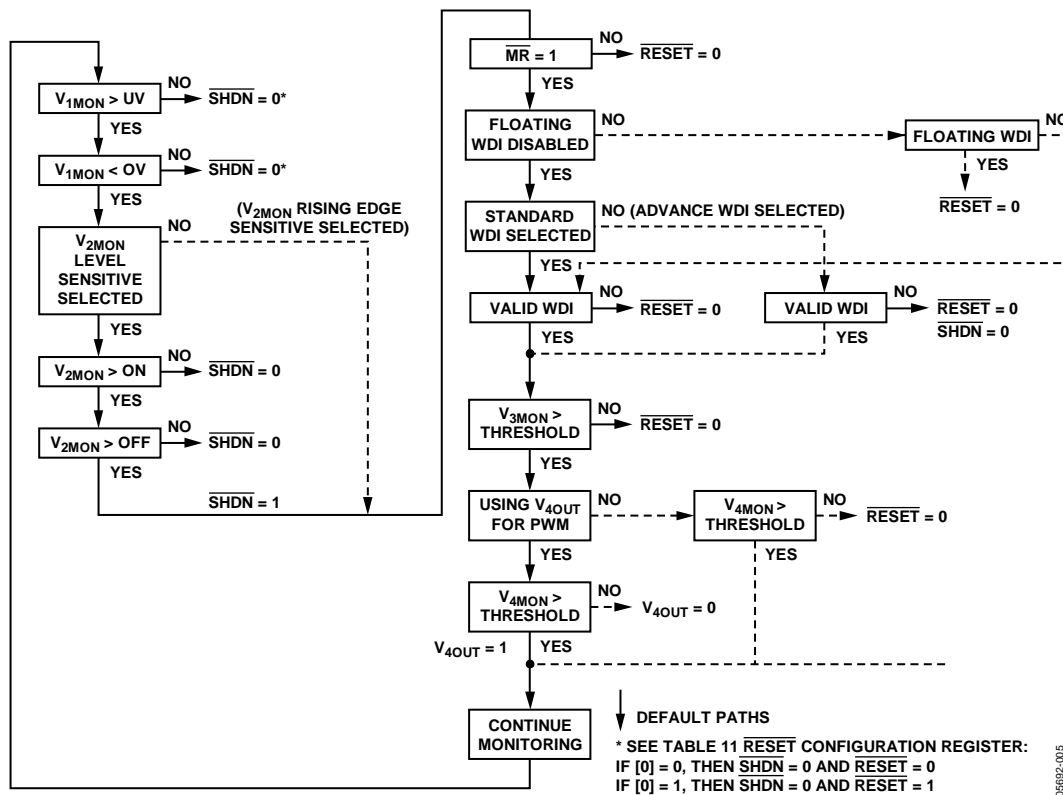 V1MON > UV
NO
SHDN = 0*
YES
V1MON < OV
NO
SHDN = 0*
YES
V2MON
LEVEL
SENSITIVE
SELECTED
NO
(V2MON RISING EDGE
SENSITIVE SELECTED)
YES
V2MON > ON
NO
SHDN = 0
YES
V2MON > OFF
NO
SHDN = 0
YES
SHDN = 1
MR = 1
NO
RESET = 0
YES
FLOATING
WDI DISABLED
NO
YES
FLOATING WDI
NO
YES
RESET = 0
STANDARD
WDI SELECTED
NO (ADVANCE WDI SELECTED)
YES
VALID WDI
NO
RESET = 0
YES
VALID WDI
NO
RESET = 0
SHDN = 0
YES
V3MON >
THRESHOLD
NO
RESET = 0
YES
USING V4OUT
FOR PWM
NO
YES
V4MON >
THRESHOLD
NO
RESET = 0
YES
V4MON >
THRESHOLD
NO
V4OUT = 0
V4OUT = 1
YES
CONTINUE
MONITORING
DEFAULT PATHS
* SEE TABLE 11 RESET CONFIGURATION REGISTER:
IF [0] = 0, THEN SHDN = 0 AND RESET = 0
IF [0] = 1, THEN SHDN = 0 AND RESET = 1
05692-005